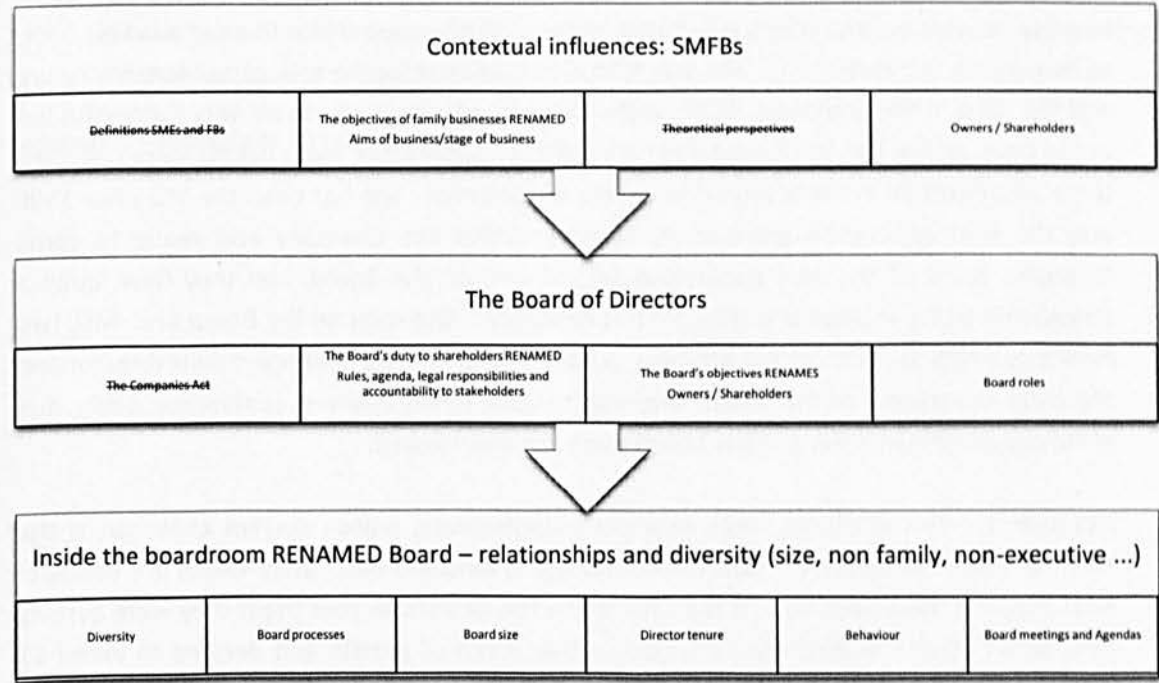 Contextual influences: SMFBs
Definitions SMEs and FBs
The objectives of family businesses RENAMED
Aims of business/stage of business
Theoretical perspectives
Owners / Shareholders
The Board of Directors
The Companies Act
The Board's duty to shareholders RENAMED
Rules, agenda, legal responsibilities and
accountability to stakeholders
The Board's objectives RENAMES
Owners / Shareholders
Board roles
Inside the boardroom RENAMED Board – relationships and diversity (size, non family, non-executive ...)
Diversity
Board processes
Board size
Director tenure
Behaviour
Board meetings and Agendas